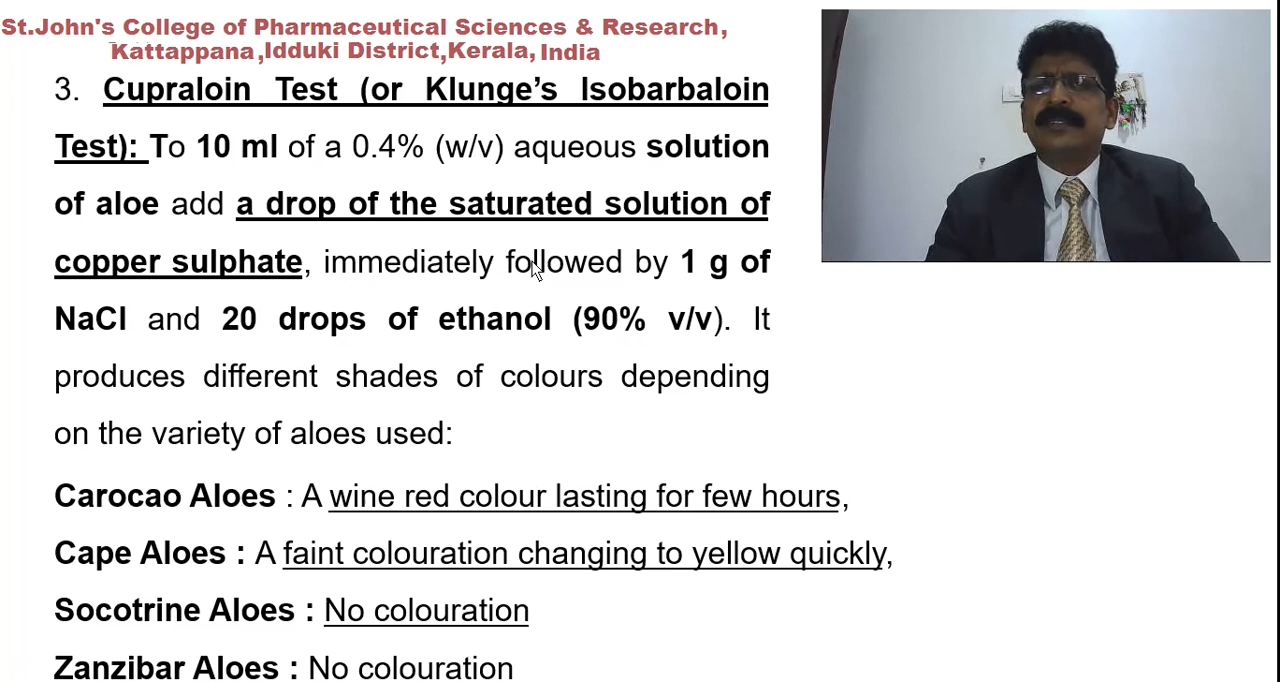 St.John's College of Pharmaceutical Sciences & Research,
Kattappana,Idduki District,Kerala, India
3. Cupraloin Test (or Klunge’s Isobarbaloin
Test): To 10 ml of a 0.4% (w/v) aqueous solution
of aloe add a drop of the saturated solution of
copper sulphate, immediately followed by 1 g of
NaCl and 20 drops of ethanol (90% v/v). It
produces different shades of colours depending
on the variety of aloes used:
Carocao Aloes : A wine red colour lasting for few hours,
Cape Aloes : A faint colouration changing to yellow quickly,
Socotrine Aloes : No colouration
Zanzibar Aloes : No colouration